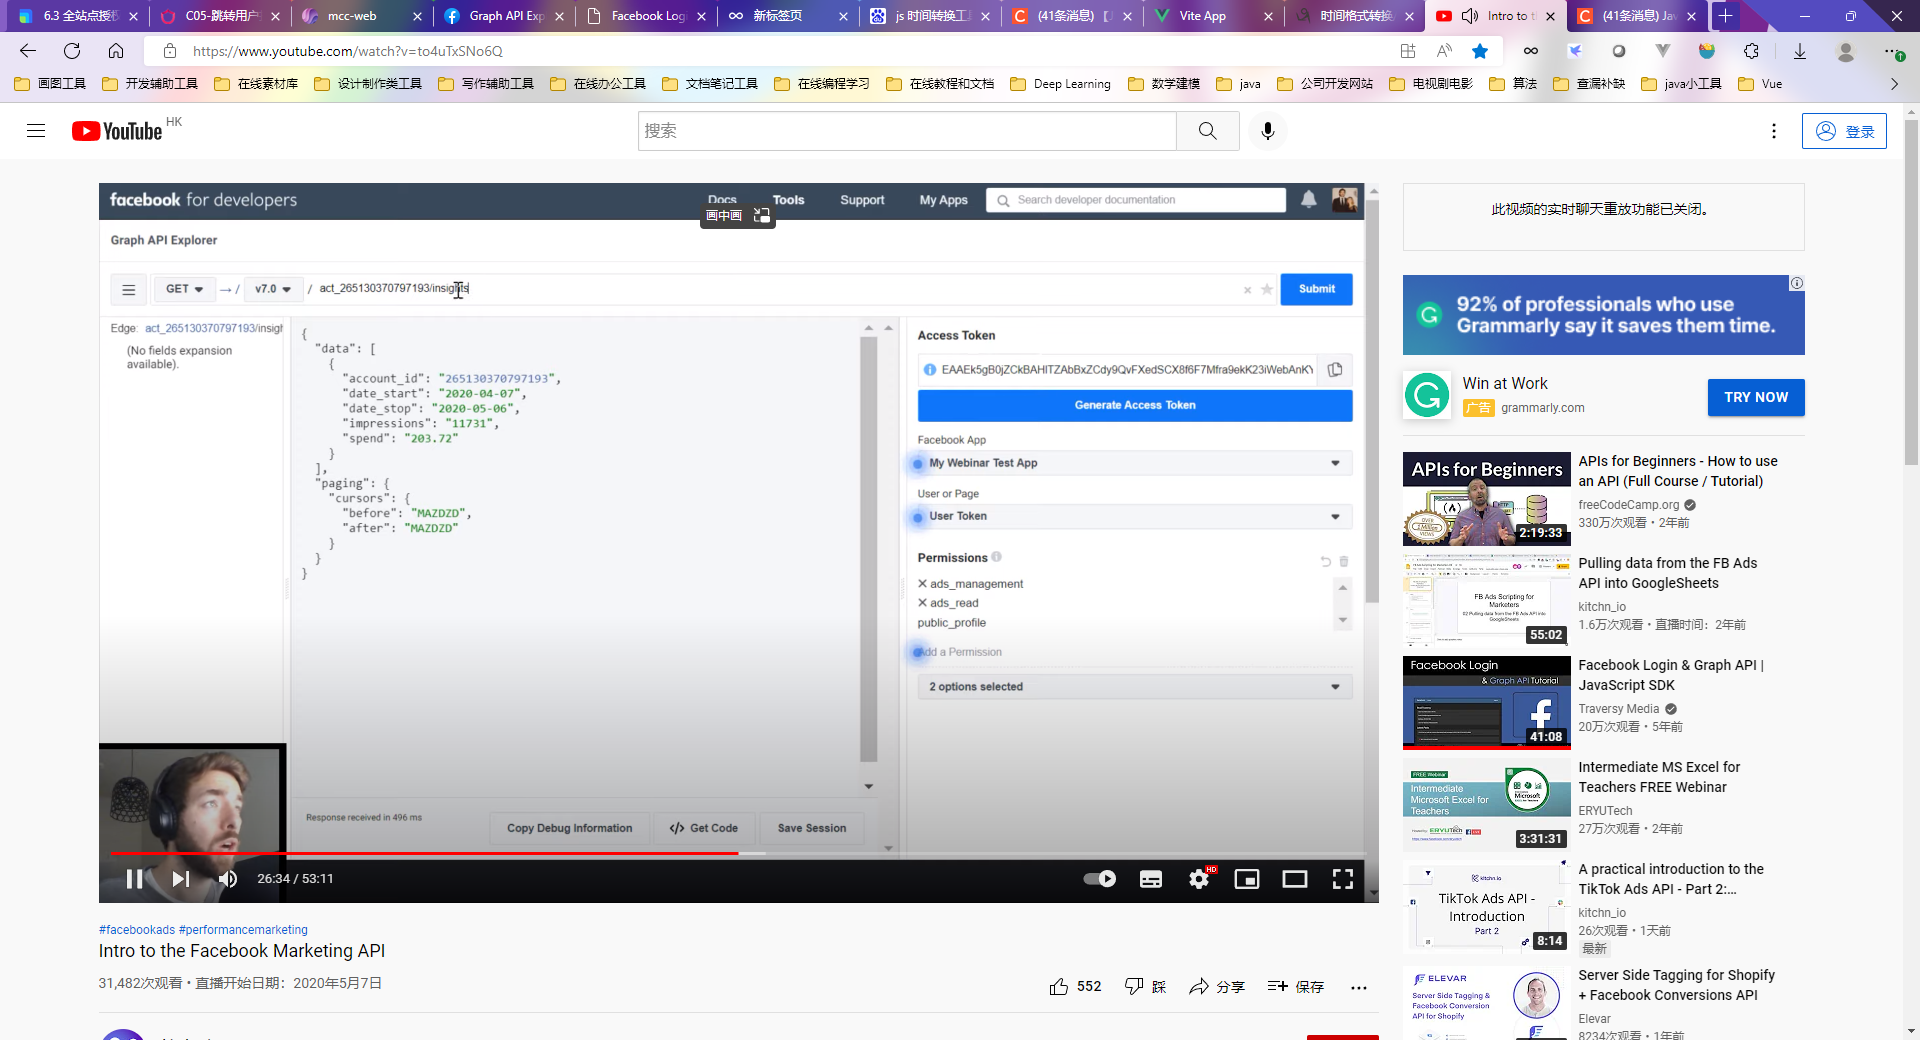 6.3 全站点授权
C05-跳转用户
mcc-web
Graph API Exp
Facebook Log
新标签页
js 时间转换工具
(41条消息)
Vite App
时间格式转换
Intro to t
(41条消息) Jav
https://www.youtube.com/watch?v=to4uTxSNo6Q
画图工具
开发辅助工具
在线素材库
设计制作类工具
写作辅助工具
在线办公工具
文档笔记工具
在线编程学习
在线教程和文档
Deep Learning
数学建模
java
公司开发网站
电视剧电影
算法
查漏补缺
java小工具
Vue
YouTube HK
搜索
登录
facebook for developers
Docs
Tools
Support
My Apps
Search developer documentation
画中画
Graph API Explorer
GET
→ /
v7.0
/ act_265130370797193/insights
Submit
Edge: act_265130370797193/insigh
(No fields expansion
available).
{
"data": [
{
"account_id": "265130370797193",
"date_start": "2020-04-07",
"date_stop": "2020-05-06",
"impressions": "11731",
"spend": "203.72"
}
],
"paging": {
"cursors": {
"before": "MAZDZD",
"after": "MAZDZD"
}
}
}
Response received in 496 ms
Copy Debug Information
</> Get Code
Save Session
Access Token
EAAEk5gB0jZCkBAHITZAbBxZCdy9QvFXedSCX8f6F7Mfra9ekK23iWebAnKY
Generate Access Token
Facebook App
My Webinar Test App
User or Page
User Token
Permissions
✕ ads_management
✕ ads_read
public_profile
Add a Permission
2 options selected
26:34 / 53:11
HD
#facebookads #performancemarketing
Intro to the Facebook Marketing API
31,482次观看 • 直播开始日期：2020年5月7日
552
踩
分享
保存
此视频的实时聊天重放功能已关闭。
92% of professionals who use
Grammarly say it saves them time.
Win at Work
广告 grammarly.com
TRY NOW
APIs for Beginners
2:19:33
APIs for Beginners - How to use
an API (Full Course / Tutorial)
freeCodeCamp.org
330万次观看 • 2年前
FB Ads Scripting for
Marketers
02 Pulling data from the FB Ads API into
GoogleSheets
55:02
Pulling data from the FB Ads
API into GoogleSheets
kitchn_io
1.6万次观看 • 直播时间：2年前
Facebook Login
& Graph API Tutorial
41:08
Facebook Login & Graph API |
JavaScript SDK
Traversy Media
20万次观看 • 5年前
FREE Webinar
Intermediate
Microsoft Excel for
Teachers
Microsoft
ERYUTech
3:31:31
Intermediate MS Excel for
Teachers FREE Webinar
ERYUTech
27万次观看 • 2年前
kitchn.io
TikTok Ads API -
Introduction
Part 2
8:14
A practical introduction to the
TikTok Ads API - Part 2:...
kitchn_io
26次观看 • 1天前
最新
ELEVAR
Server Side Tagging &
Facebook Conversion
API for Shopify
Server Side Tagging for Shopify
+ Facebook Conversions API
Elevar
8234次观看 • 1年前